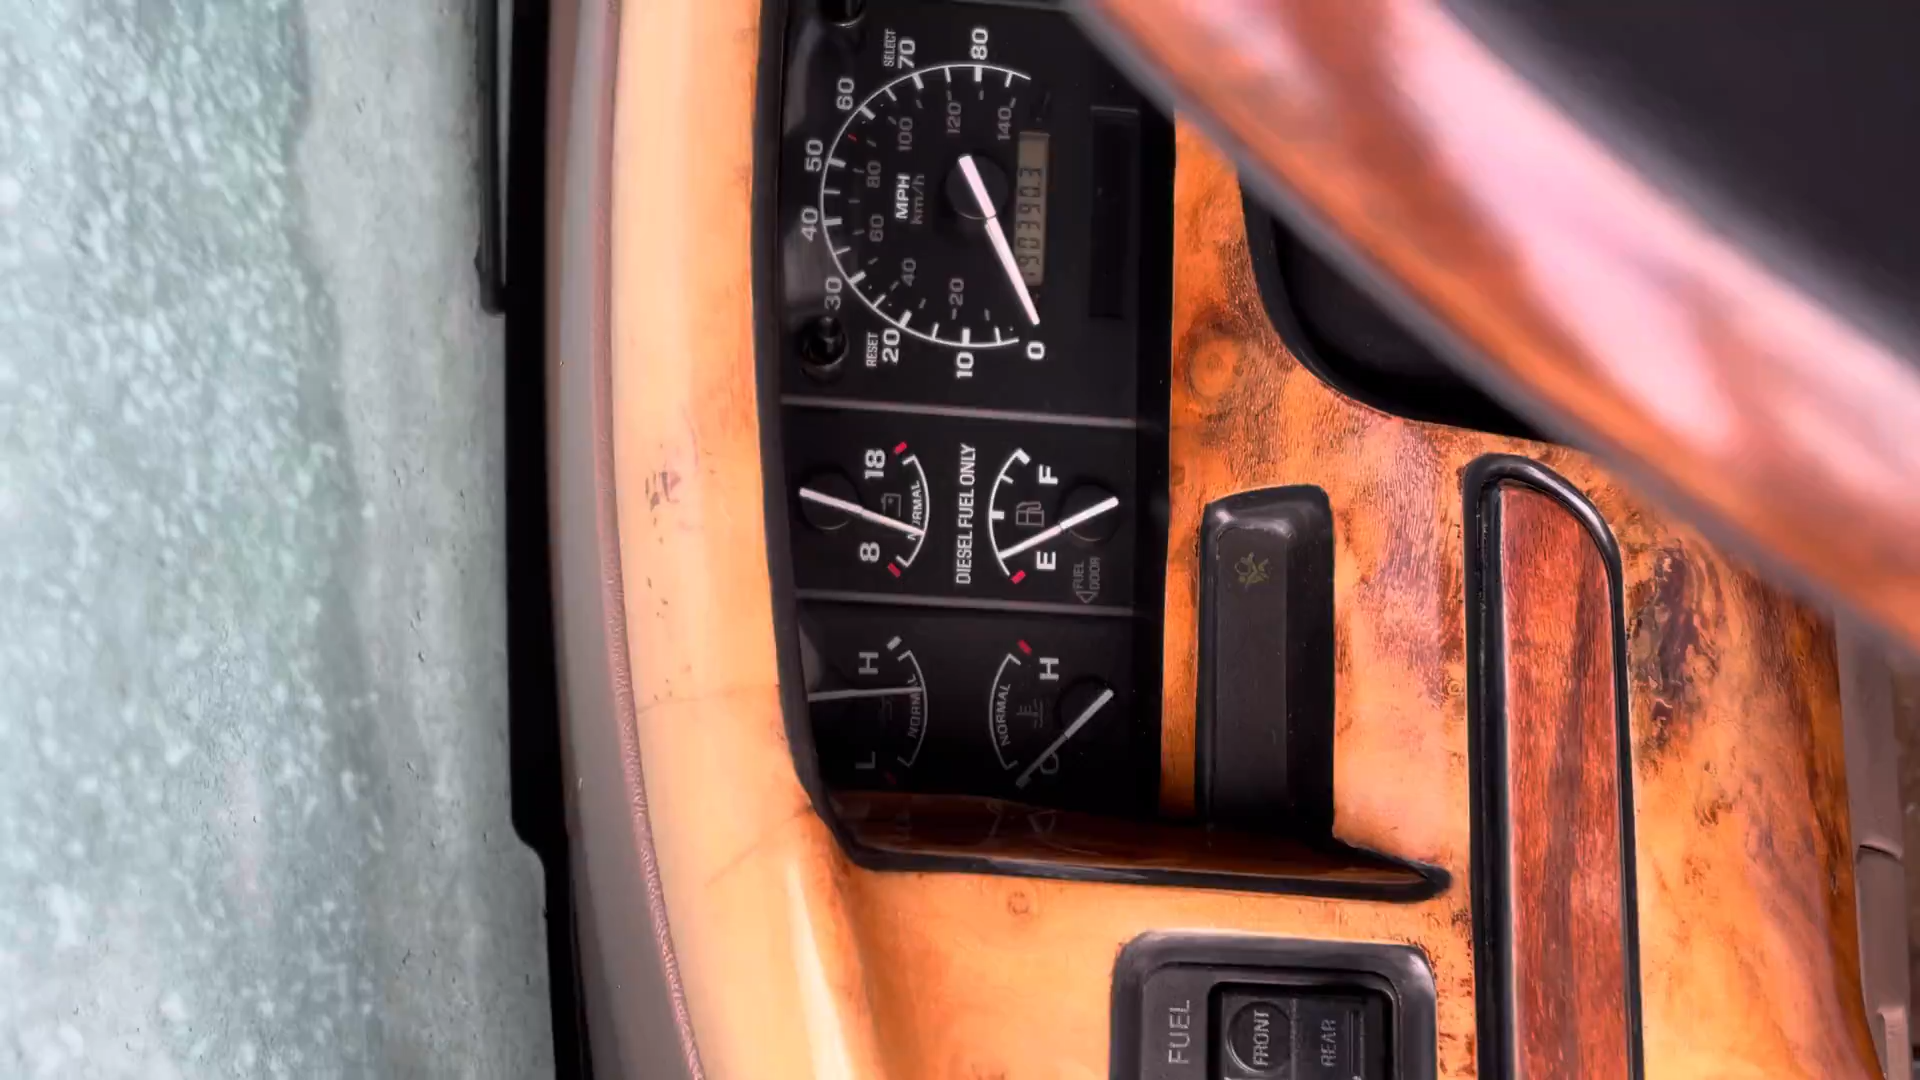 SELECT
RESET
0
10
20
30
40
50
60
70
80
20
40
60
80
100
120
140
MPH
km/h
903903
8
18
NORMAL
DIESEL FUEL ONLY
E
F
FUEL
DOOR
L
H
NORMAL
C
H
NORMAL
FUEL
FRONT
REAR